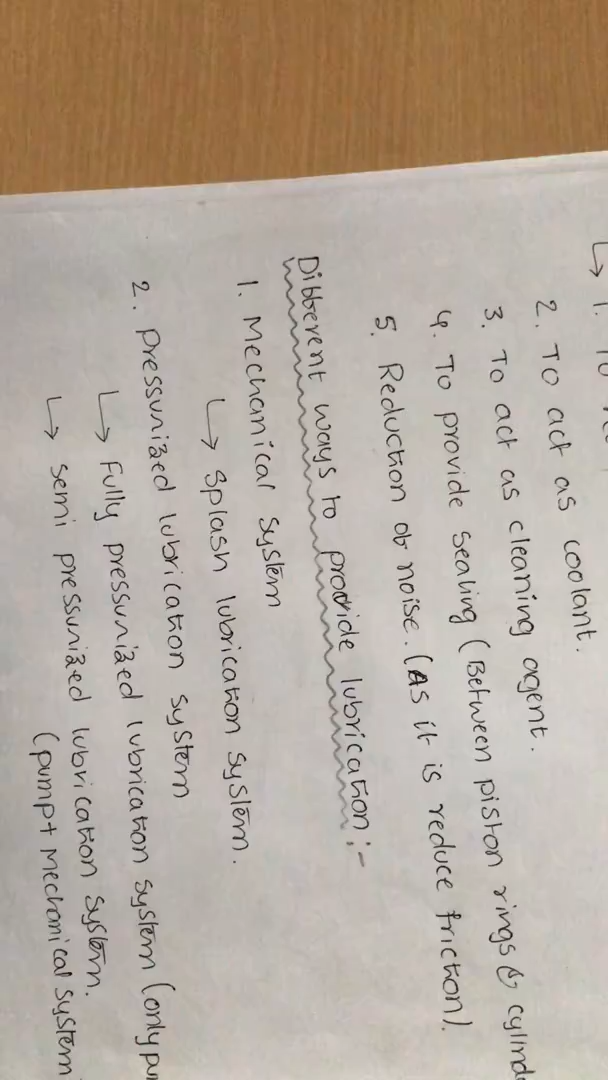 ↳ 1. To
2. To act as coolant.
3. To act as cleaning agent.
4. To provide sealing (Between piston rings & cylind
5. Reduction of noise. (As it is reduce friction).
Different ways to provide lubrication :-
1. Mechanical system
↳ Splash lubrication system.
2. Pressurized lubrication system
↳ Fully pressurized lubrication system (only pu
↳ semi pressurized lubrication system.
(pump + Mechanical system